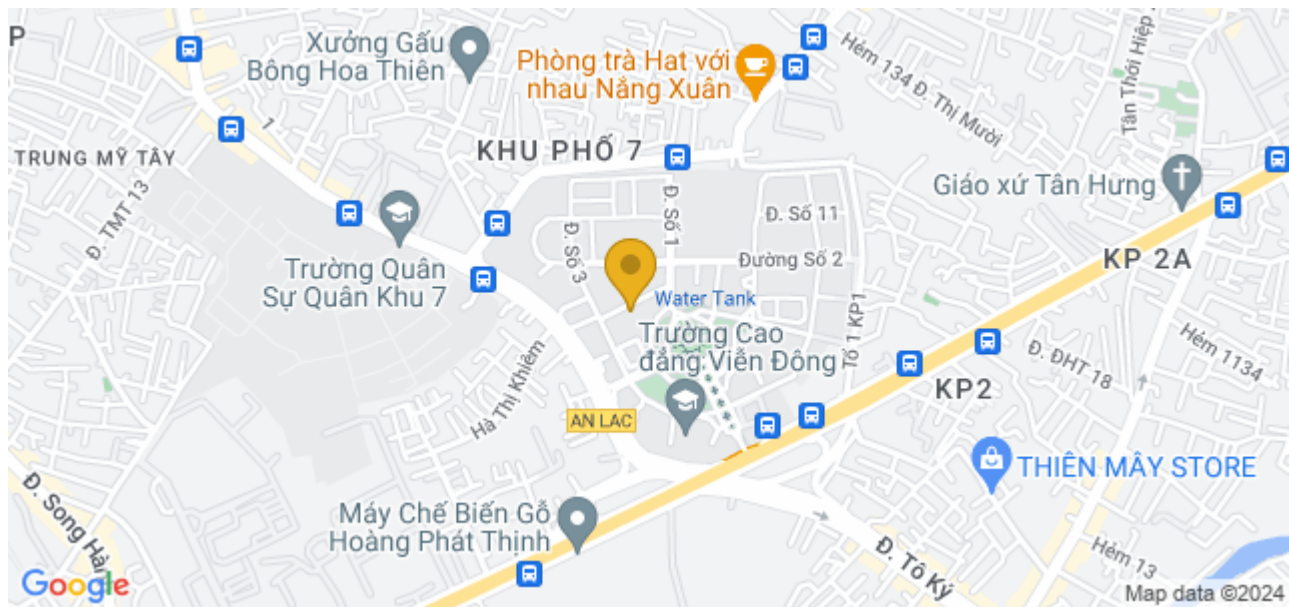 P
Xưởng Gấu
Bông Hoa Thiên
Phòng trà Hat với
nhau Nắng Xuân
Hẻm 134 Đ. Thị Mười
Tân Thới Hiệp
1
TRUNG MỸ TÂY
KHU PHỐ 7
Giáo xứ Tân Hưng
Đ. TMT 13
Đ. Số 1
Đ. Số 11
Đ. Số 3
Đường Số 2
KP 2A
Trường Quân
Sự Quân Khu 7
Water Tank
Trường Cao
đẳng Viễn Đông
Tổ 1 KP1
Hẻm 1134
Đ. ĐHT 18
Hà Thị Khiêm
KP2
AN LAC
THIÊN MÂY STORE
Đ. Song Hàn
Máy Chế Biến Gỗ
Hoàng Phát Thịnh
Đ. Tô Ký
Hẻm 13
Google
Map data ©2024